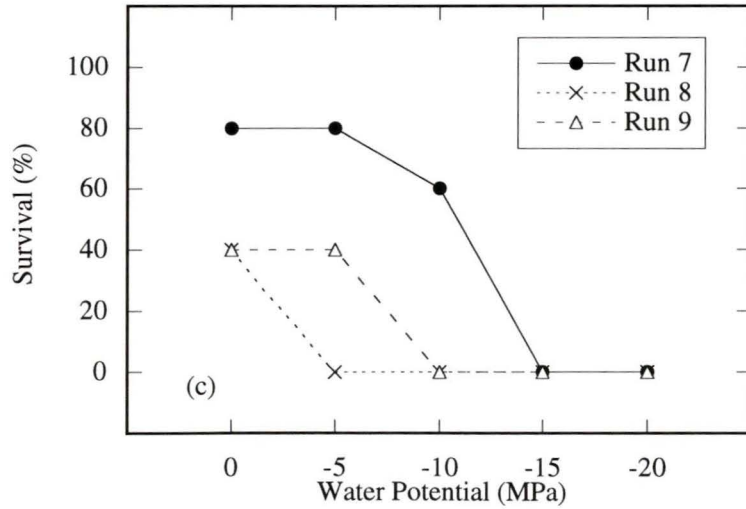 100
80
60
40
20
0
Survival (%)
Run 7
Run 8
Run 9
(c)
0 -5 -10 -15 -20
Water Potential (MPa)